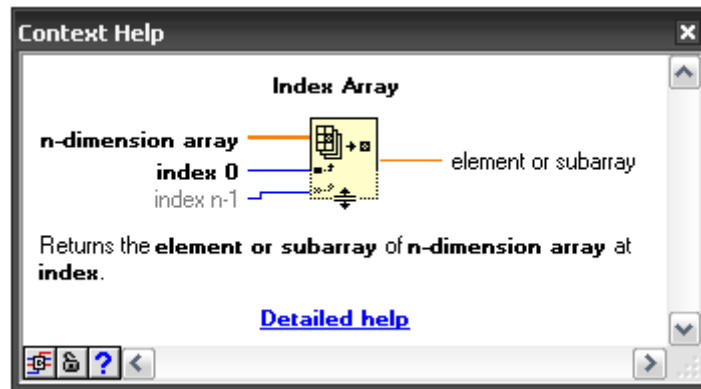 Context Help
Index Array
n-dimension array
index 0
index n-1
element or subarray
Returns the element or subarray of n-dimension array at
index.
Detailed help
?